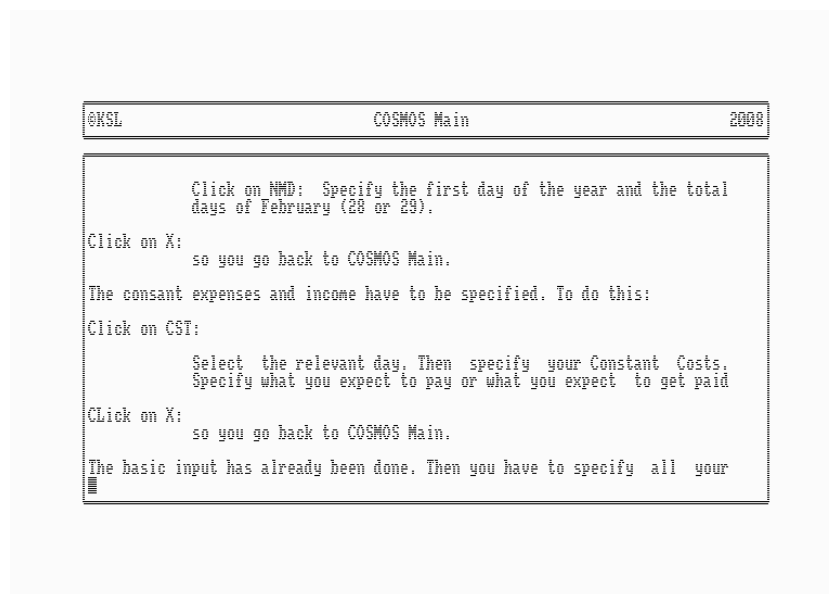 ©KSL COSMOS Main 2008
Click on NMD:  Specify the first day of the year and the total
days of February (28 or 29).
Click on X:
so you go back to COSMOS Main.
The consant expenses and income have to be specified. To do this:
Click on CST:
Select  the relevant day. Then  specify  your Constant  Costs.
Specify what you expect to pay or what you expect  to get paid
CLick on X:
so you go back to COSMOS Main.
The basic input has already been done. Then you have to specify  all  your